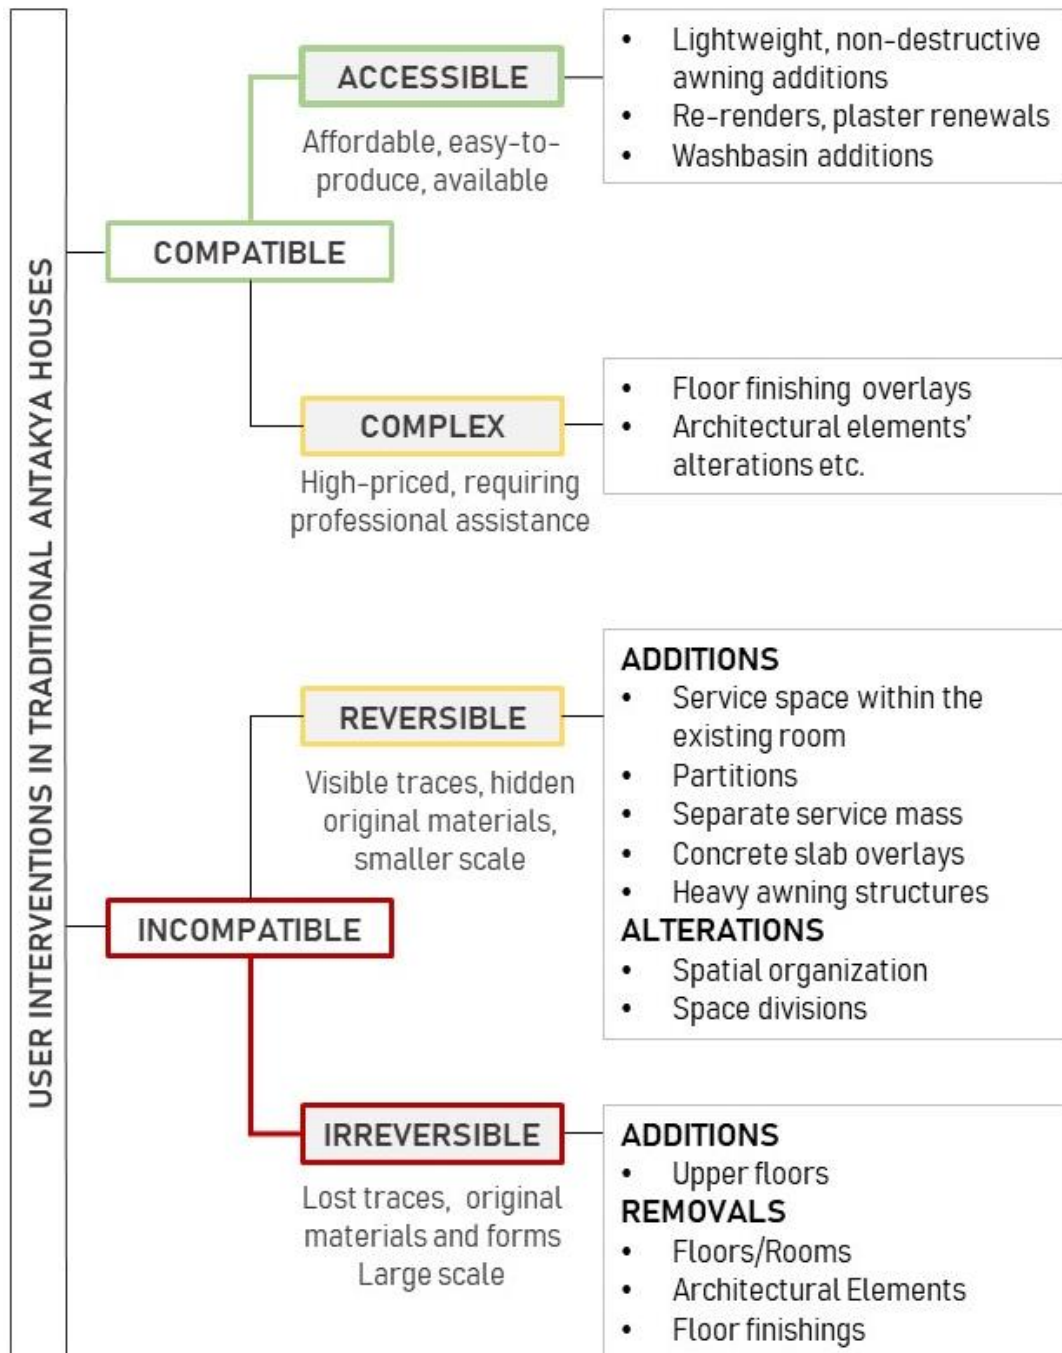 USER INTERVENTIONS IN TRADITIONAL ANTAKYA HOUSES
COMPATIBLE
ACCESSIBLE
Affordable, easy-to-
produce, available
• Lightweight, non-destructive
awning additions
• Re-renders, plaster renewals
• Washbasin additions
COMPLEX
High-priced, requiring
professional assistance
• Floor finishing overlays
• Architectural elements’
alterations etc.
INCOMPATIBLE
REVERSIBLE
Visible traces, hidden
original materials,
smaller scale
ADDITIONS
• Service space within the
existing room
• Partitions
• Separate service mass
• Concrete slab overlays
• Heavy awning structures
ALTERATIONS
• Spatial organization
• Space divisions
IRREVERSIBLE
Lost traces, original
materials and forms
Large scale
ADDITIONS
• Upper floors
REMOVALS
• Floors/Rooms
• Architectural Elements
• Floor finishings